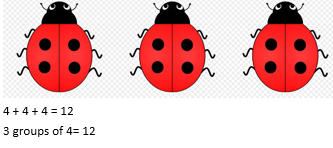 4 + 4 + 4 = 12
3 groups of 4= 12